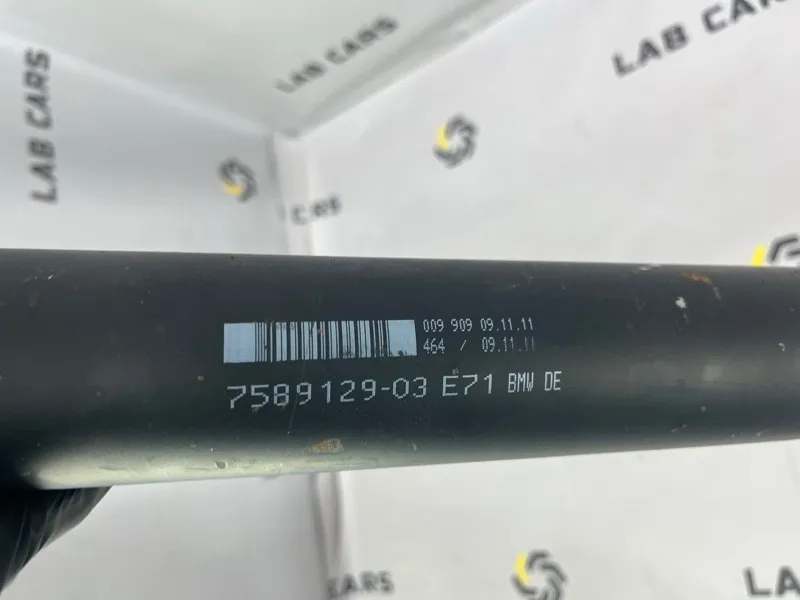 LAB CARS
LAB CARS
LAB CARS
CARS
009 909 09.11.11
464 / 09.11.11
7589129-03 E71 BMW DE
CARS
LA